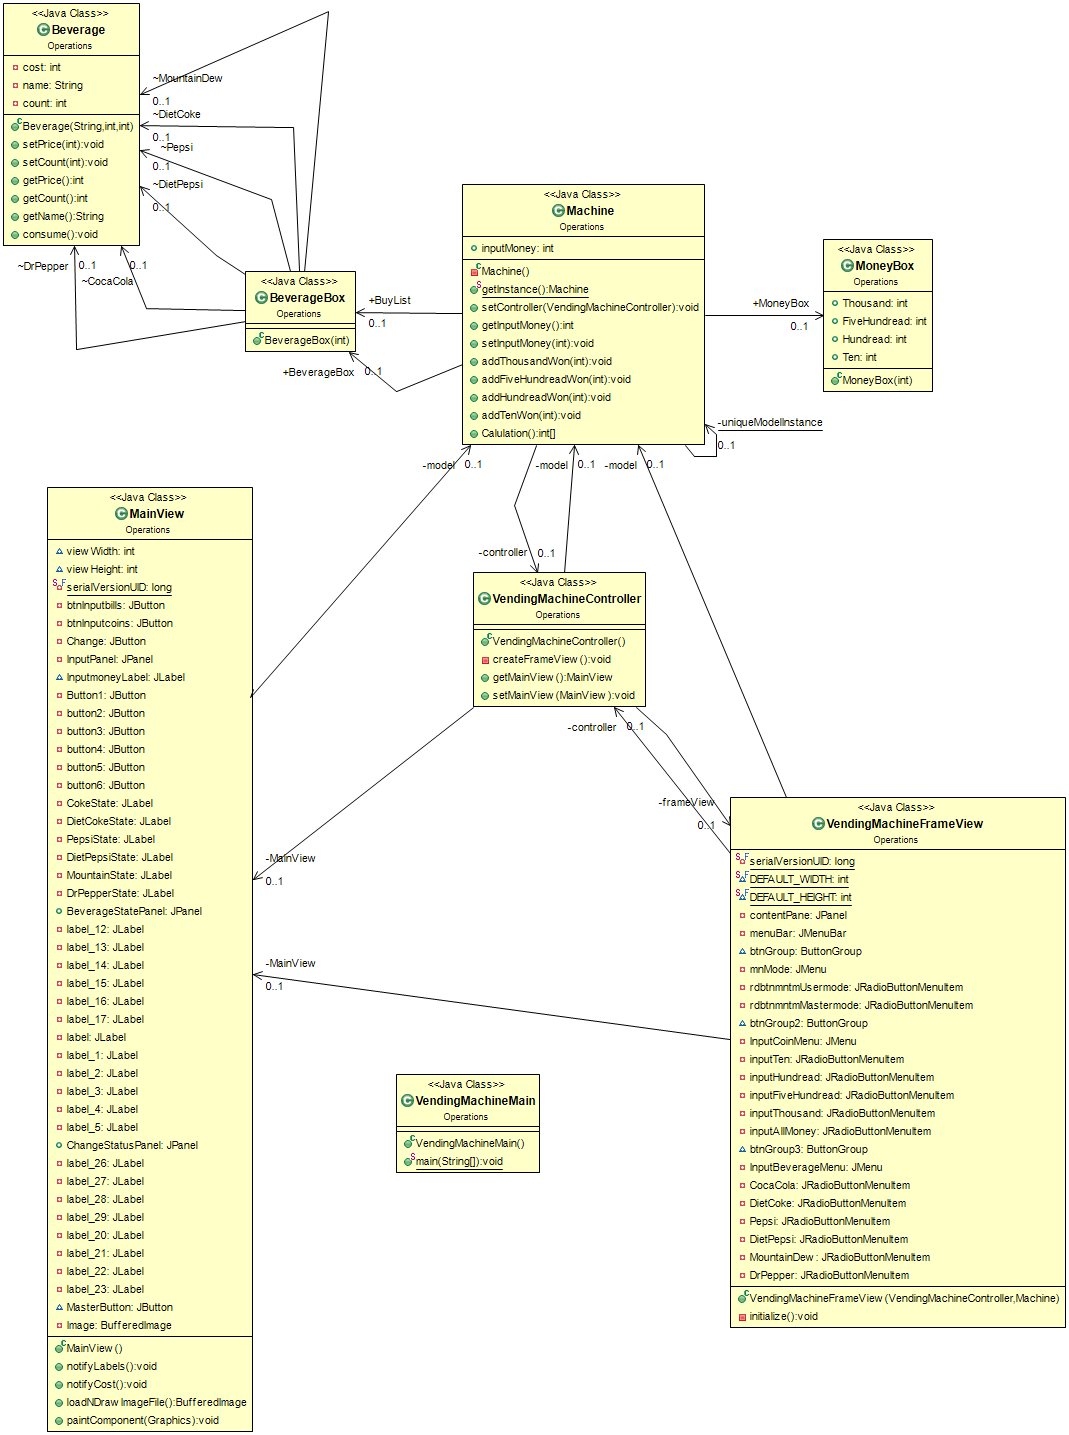 <<Java Class>>
Beverage
Operations
cost: int
name: String
count: int
Beverage(String,int,int)
setPrice(int):void
setCount(int):void
getPrice():int
getCount():int
getName():String
consume():void
~MountainDew
0..1
~DietCoke
0..1
~Pepsi
0..1
~DietPepsi
0..1
~DrPepper
0..1
~CocaCola
0..1
<<Java Class>>
BeverageBox
Operations
BeverageBox(int)
+BuyList
0..1
+BeverageBox
0..1
<<Java Class>>
Machine
Operations
inputMoney: int
Machine()
getInstance():Machine
setController(VendingMachineController):void
getInputMoney():int
setInputMoney(int):void
addThousandWon(int):void
addFiveHundreadWon(int):void
addHundreadWon(int):void
addTenWon(int):void
Calulation():int[]
+MoneyBox
0..1
<<Java Class>>
MoneyBox
Operations
Thousand: int
FiveHundread: int
Hundread: int
Ten: int
MoneyBox(int)
-uniqueModelInstance
0..1
-model
0..1
-model
0..1
-model
0..1
-controller
0..1
<<Java Class>>
VendingMachineController
Operations
VendingMachineController()
createFrameView():void
getMainView():MainView
setMainView(MainView):void
-controller
0..1
-frameView
0..1
-MainView
0..1
-MainView
0..1
<<Java Class>>
MainView
Operations
viewWidth: int
viewHeight: int
serialVersionUID: long
btnInputbills: JButton
btnInputcoins: JButton
Change: JButton
InputPanel: JPanel
InputmoneyLabel: JLabel
Button1: JButton
button2: JButton
button3: JButton
button4: JButton
button5: JButton
button6: JButton
CokeState: JLabel
DietCokeState: JLabel
PepsiState: JLabel
DietPepsiState: JLabel
MountainState: JLabel
DrPepperState: JLabel
BeverageStatePanel: JPanel
label_12: JLabel
label_13: JLabel
label_14: JLabel
label_15: JLabel
label_16: JLabel
label_17: JLabel
label: JLabel
label_1: JLabel
label_2: JLabel
label_3: JLabel
label_4: JLabel
label_5: JLabel
ChangeStatusPanel: JPanel
label_26: JLabel
label_27: JLabel
label_28: JLabel
label_29: JLabel
label_20: JLabel
label_21: JLabel
label_22: JLabel
label_23: JLabel
MasterButton: JButton
Image: BufferedImage
MainView()
notifyLabels():void
notifyCost():void
loadNDrawImageFile():BufferedImage
paintComponent(Graphics):void
<<Java Class>>
VendingMachineMain
Operations
VendingMachineMain()
main(String[]):void
<<Java Class>>
VendingMachineFrameView
Operations
serialVersionUID: long
DEFAULT_WIDTH: int
DEFAULT_HEIGHT: int
contentPane: JPanel
menuBar: JMenuBar
btnGroup: ButtonGroup
mnMode: JMenu
rdbtnmntmUsermode: JRadioButtonMenuItem
rdbtnmntmMastermode: JRadioButtonMenuItem
btnGroup2: ButtonGroup
InputCoinMenu: JMenu
inputTen: JRadioButtonMenuItem
inputHundread: JRadioButtonMenuItem
inputFiveHundread: JRadioButtonMenuItem
inputThousand: JRadioButtonMenuItem
inputAllMoney: JRadioButtonMenuItem
btnGroup3: ButtonGroup
InputBeverageMenu: JMenu
CocaCola: JRadioButtonMenuItem
DietCoke: JRadioButtonMenuItem
Pepsi: JRadioButtonMenuItem
DietPepsi: JRadioButtonMenuItem
MountainDew: JRadioButtonMenuItem
DrPepper: JRadioButtonMenuItem
VendingMachineFrameView(VendingMachineController,Machine)
initialize():void